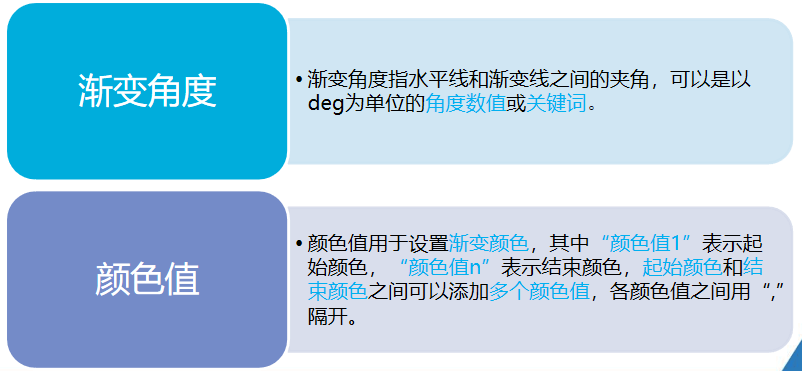 渐变角度
• 渐变角度指水平线和渐变线之间的夹角，可以是以
deg为单位的角度数值或关键词。
颜色值
• 颜色值用于设置渐变颜色，其中“颜色值1”表示起
始颜色，“颜色值n”表示结束颜色，起始颜色和结
束颜色之间可以添加多个颜色值，各颜色值之间用“,”
隔开。